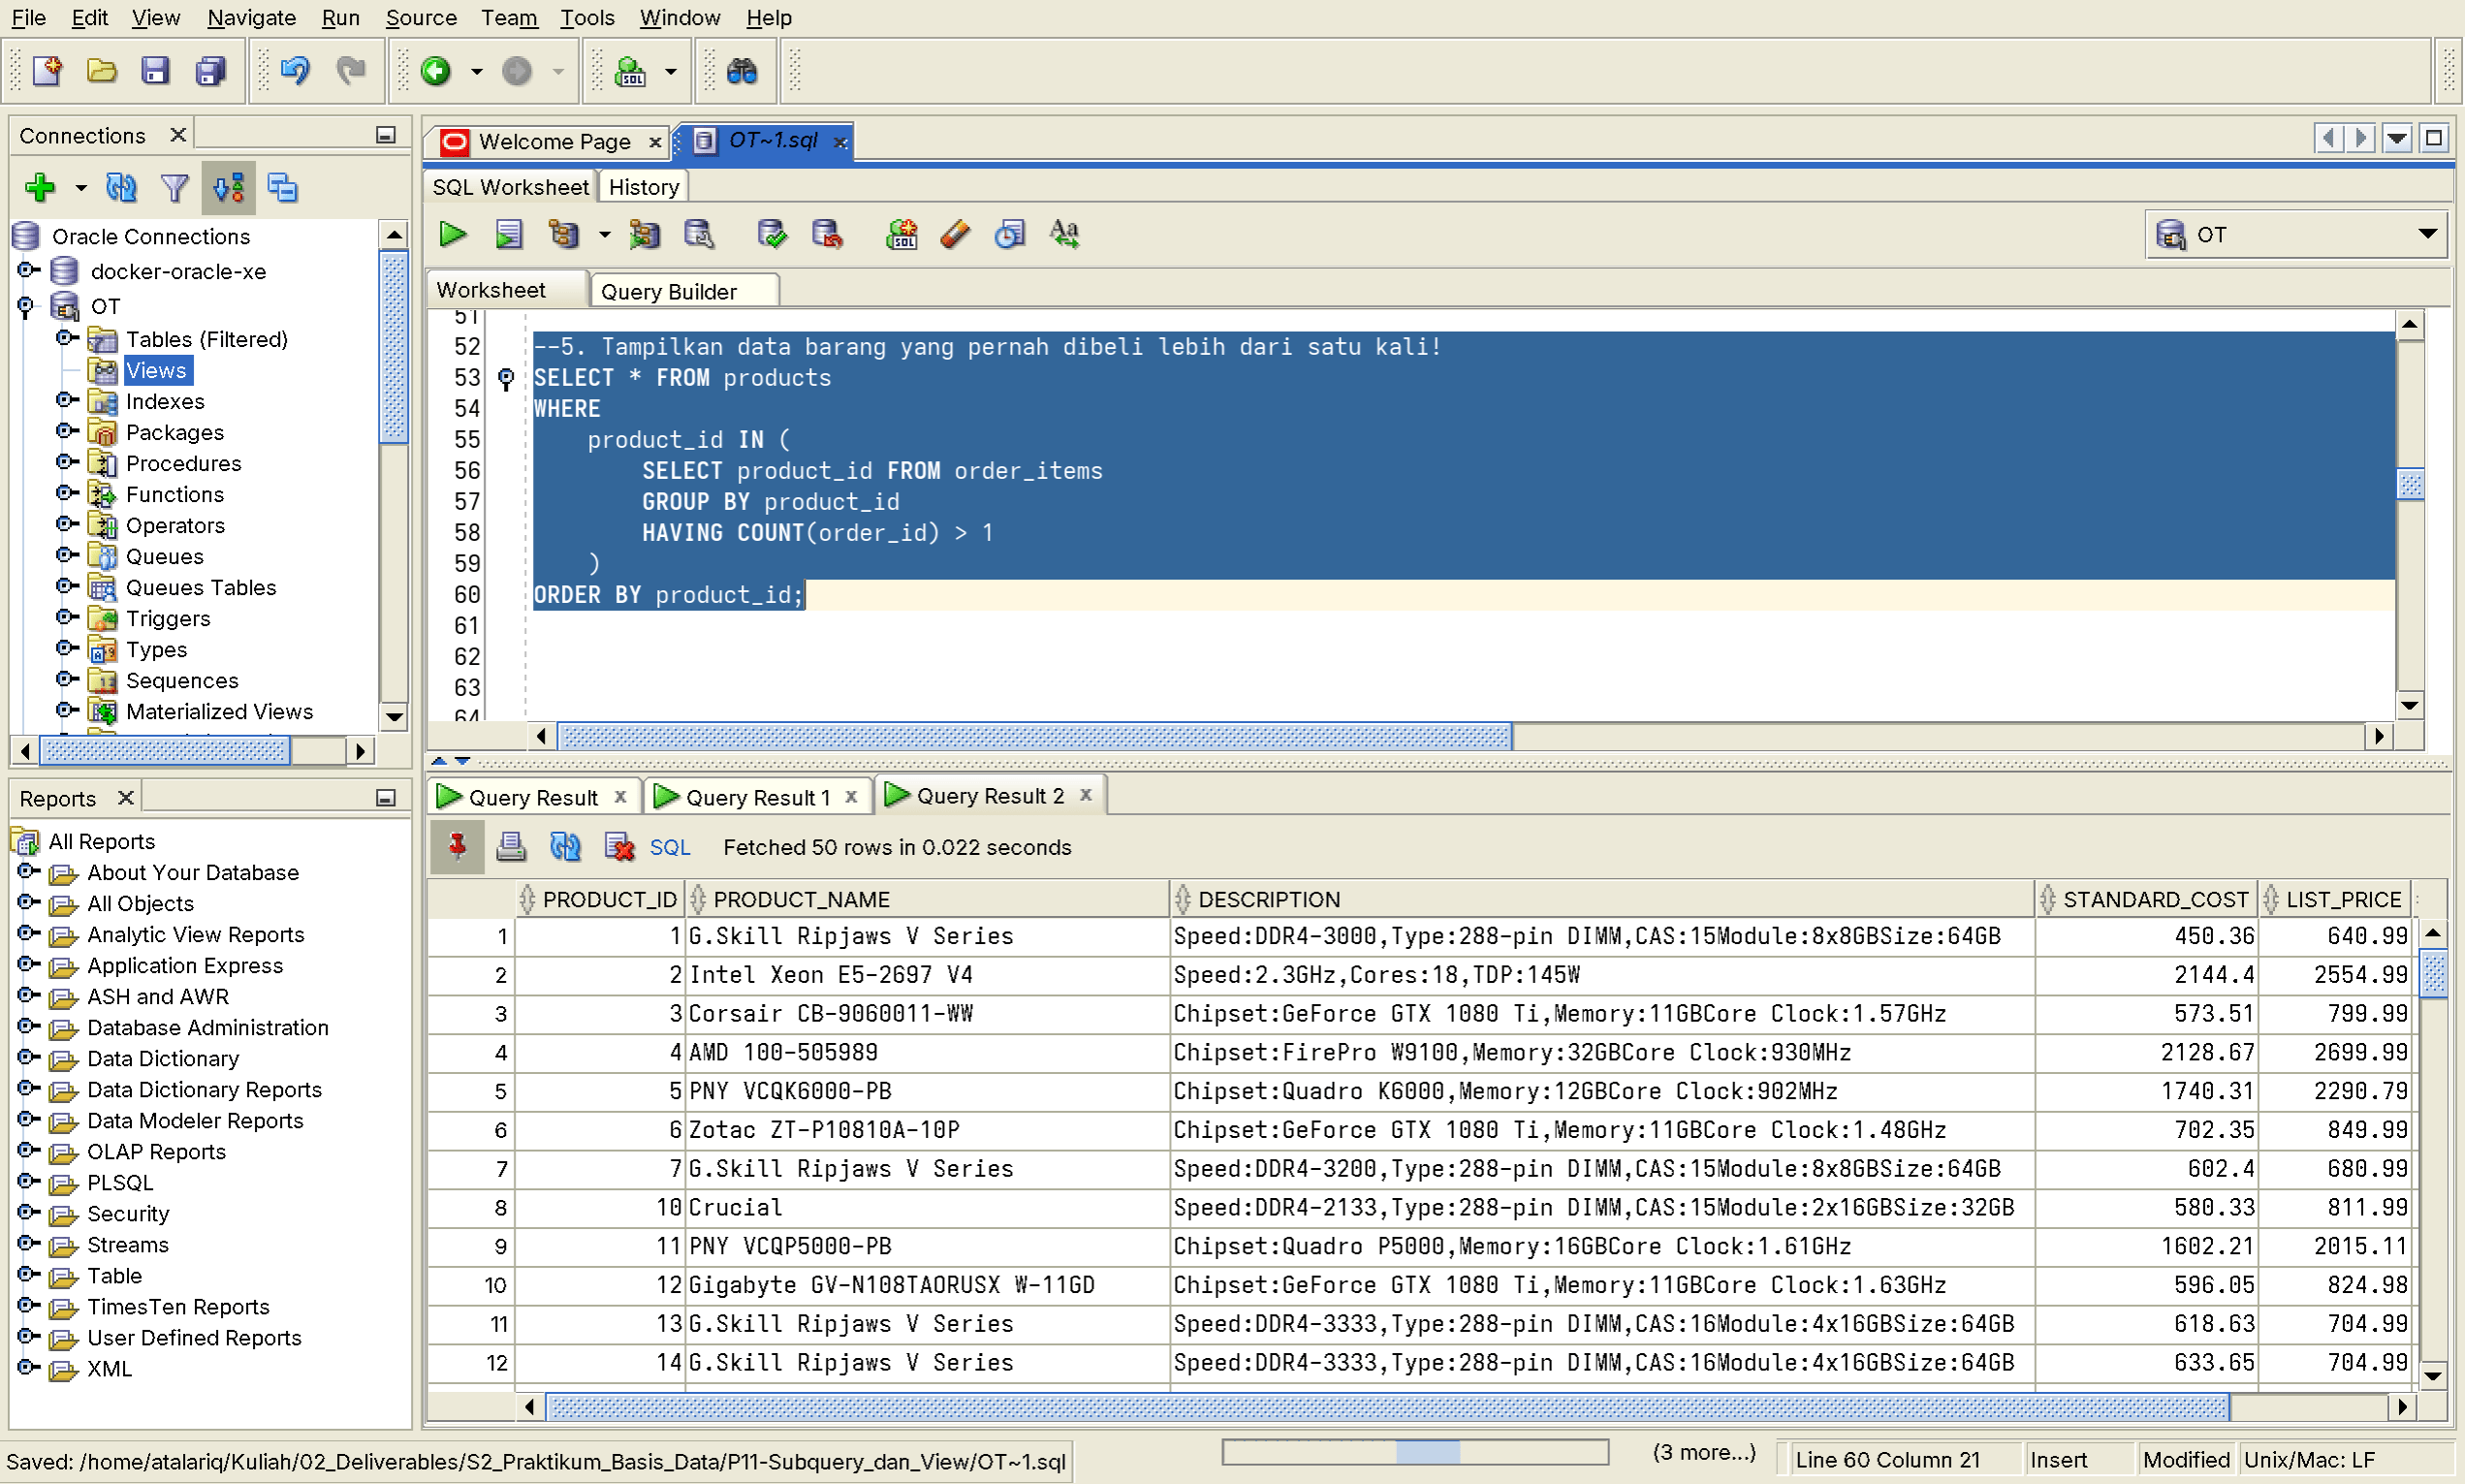 File Edit View Navigate Run Source Team Tools Window Help
Connections
Oracle Connections
docker-oracle-xe
OT
Tables (Filtered)
Views
Indexes
Packages
Procedures
Functions
Operators
Queues
Queues Tables
Triggers
Types
Sequences
Materialized Views
Reports
All Reports
About Your Database
All Objects
Analytic View Reports
Application Express
ASH and AWR
Database Administration
Data Dictionary
Data Dictionary Reports
Data Modeler Reports
OLAP Reports
PLSQL
Security
Streams
Table
TimesTen Reports
User Defined Reports
XML
Welcome Page OT~1.sql
SQL Worksheet History
OT
Worksheet Query Builder
51
52 --5. Tampilkan data barang yang pernah dibeli lebih dari satu kali!
53 SELECT * FROM products
54 WHERE
55 product_id IN (
56 SELECT product_id FROM order_items
57 GROUP BY product_id
58 HAVING COUNT(order_id) > 1
59 )
60 ORDER BY product_id;
61
62
63
64
Query Result Query Result 1 Query Result 2
SQL Fetched 50 rows in 0.022 seconds
PRODUCT_ID PRODUCT_NAME DESCRIPTION STANDARD_COST LIST_PRICE
1 1 G.Skill Ripjaws V Series Speed:DDR4-3000,Type:288-pin DIMM,CAS:15Module:8x8GBSize:64GB 450.36 640.99
2 2 Intel Xeon E5-2697 V4 Speed:2.3GHz,Cores:18,TDP:145W 2144.4 2554.99
3 3 Corsair CB-9060011-WW Chipset:GeForce GTX 1080 Ti,Memory:11GBCore Clock:1.57GHz 573.51 799.99
4 4 AMD 100-505989 Chipset:FirePro W9100,Memory:32GBCore Clock:930MHz 2128.67 2699.99
5 5 PNY VCQK6000-PB Chipset:Quadro K6000,Memory:12GBCore Clock:902MHz 1740.31 2290.79
6 6 Zotac ZT-P10810A-10P Chipset:GeForce GTX 1080 Ti,Memory:11GBCore Clock:1.48GHz 702.35 849.99
7 7 G.Skill Ripjaws V Series Speed:DDR4-3200,Type:288-pin DIMM,CAS:15Module:8x8GBSize:64GB 602.4 680.99
8 10 Crucial Speed:DDR4-2133,Type:288-pin DIMM,CAS:15Module:2x16GBSize:32GB 580.33 811.99
9 11 PNY VCQP5000-PB Chipset:Quadro P5000,Memory:16GBCore Clock:1.61GHz 1602.21 2015.11
10 12 Gigabyte GV-N108TAORUSX W-11GD Chipset:GeForce GTX 1080 Ti,Memory:11GBCore Clock:1.63GHz 596.05 824.98
11 13 G.Skill Ripjaws V Series Speed:DDR4-3333,Type:288-pin DIMM,CAS:16Module:4x16GBSize:64GB 618.63 704.99
12 14 G.Skill Ripjaws V Series Speed:DDR4-3333,Type:288-pin DIMM,CAS:16Module:4x16GBSize:64GB 633.65 704.99
Saved: /home/atalariq/Kuliah/02_Deliverables/S2_Praktikum_Basis_Data/P11-Subquery_dan_View/OT~1.sql (3 more...) Line 60 Column 21 Insert Modified Unix/Mac: LF